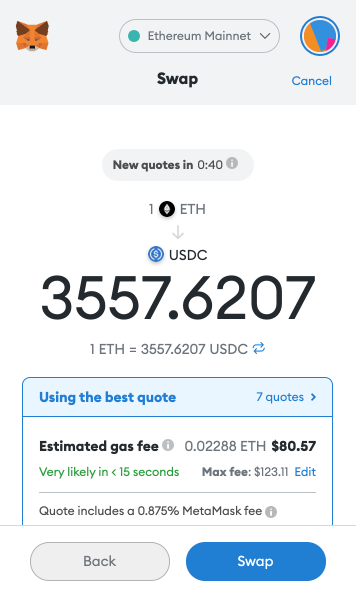 Ethereum Mainnet
Swap
Cancel
New quotes in 0:40
1 ETH
USDC
3557.6207
1 ETH = 3557.6207 USDC
Using the best quote 7 quotes
Estimated gas fee 0.02288 ETH $80.57
Very likely in < 15 seconds Max fee: $123.11 Edit
Quote includes a 0.875% MetaMask fee
Back Swap